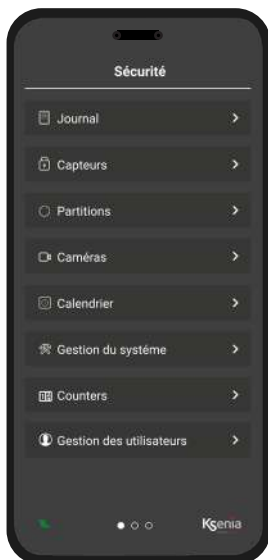 Sécurité
Journal
Capteurs
Partitions
Caméras
Calendrier
Gestion du systéme
Counters
Gestion des utilisateurs
Ksenia